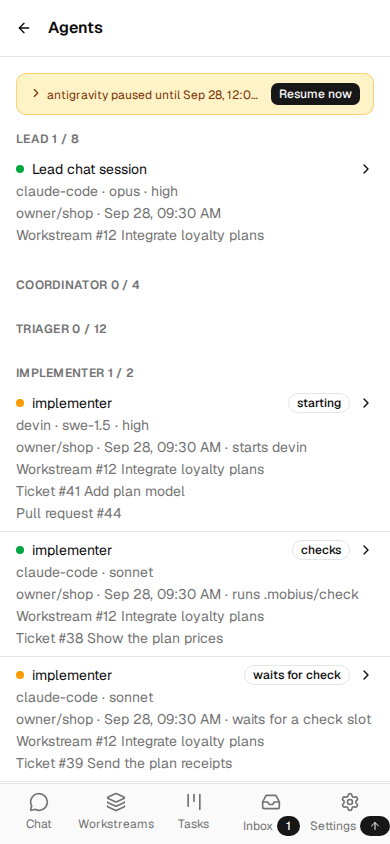 Agents
antigravity paused until Sep 28, 12:0... Resume now
LEAD 1 / 8
Lead chat session
claude-code · opus · high
owner/shop · Sep 28, 09:30 AM
Workstream #12 Integrate loyalty plans
COORDINATOR 0 / 4
TRIAGER 0 / 12
IMPLEMENTER 1 / 2
implementer starting
devin · swe-1.5 · high
owner/shop · Sep 28, 09:30 AM · starts devin
Workstream #12 Integrate loyalty plans
Ticket #41 Add plan model
Pull request #44
implementer checks
claude-code · sonnet
owner/shop · Sep 28, 09:30 AM · runs .mobius/check
Workstream #12 Integrate loyalty plans
Ticket #38 Show the plan prices
implementer waits for check
claude-code · sonnet
owner/shop · Sep 28, 09:30 AM · waits for a check slot
Workstream #12 Integrate loyalty plans
Ticket #39 Send the plan receipts
Chat Workstreams Tasks Inbox 1 Settings